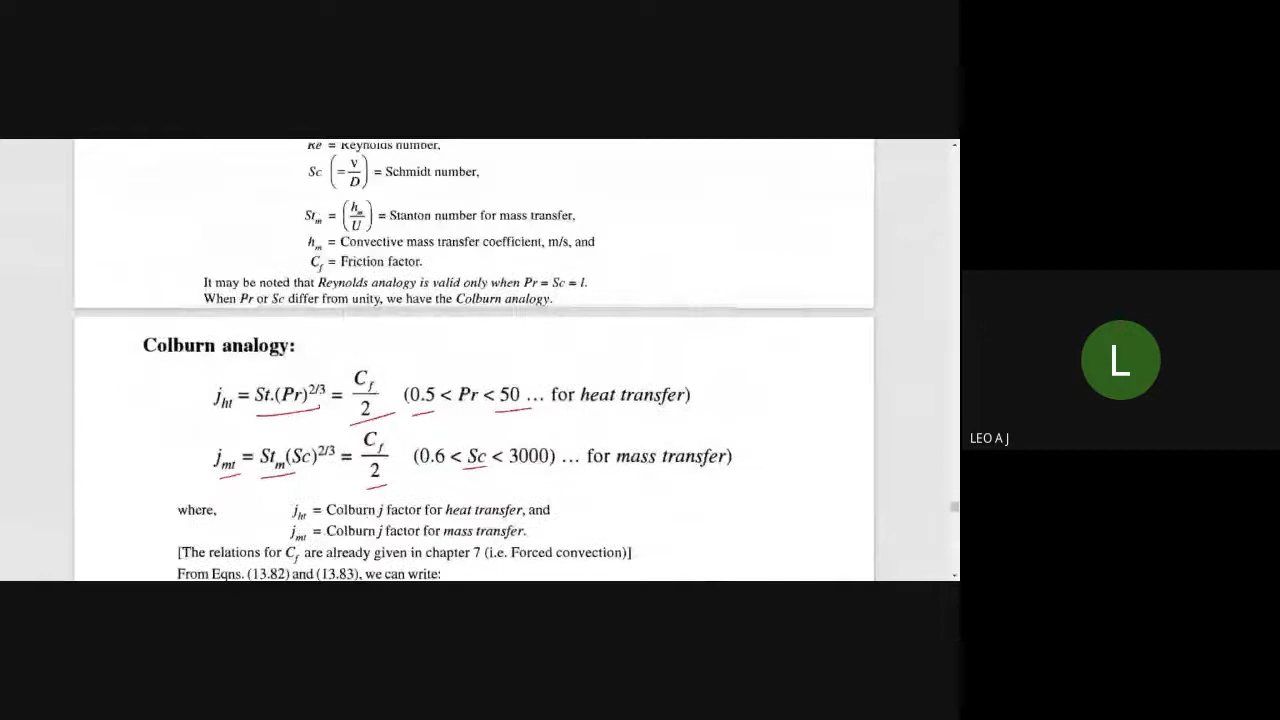 Re = Reynolds number,
Sc (= ν/D) = Schmidt number,
St_m = (h_m/U) = Stanton number for mass transfer,
h_m = Convective mass transfer coefficient, m/s, and
C_f = Friction factor.
It may be noted that Reynolds analogy is valid only when Pr = Sc = 1.
When Pr or Sc differ from unity, we have the Colburn analogy.
Colburn analogy:
j_ht = St.(Pr)^2/3 = C_f/2 (0.5 < Pr < 50 ... for heat transfer)
j_mt = St_m(Sc)^2/3 = C_f/2 (0.6 < Sc < 3000) ... for mass transfer)
where, j_ht = Colburn j factor for heat transfer, and
j_mt = Colburn j factor for mass transfer.
[The relations for C_f are already given in chapter 7 (i.e. Forced convection)]
From Eqns. (13.82) and (13.83), we can write:
L
LEO A J